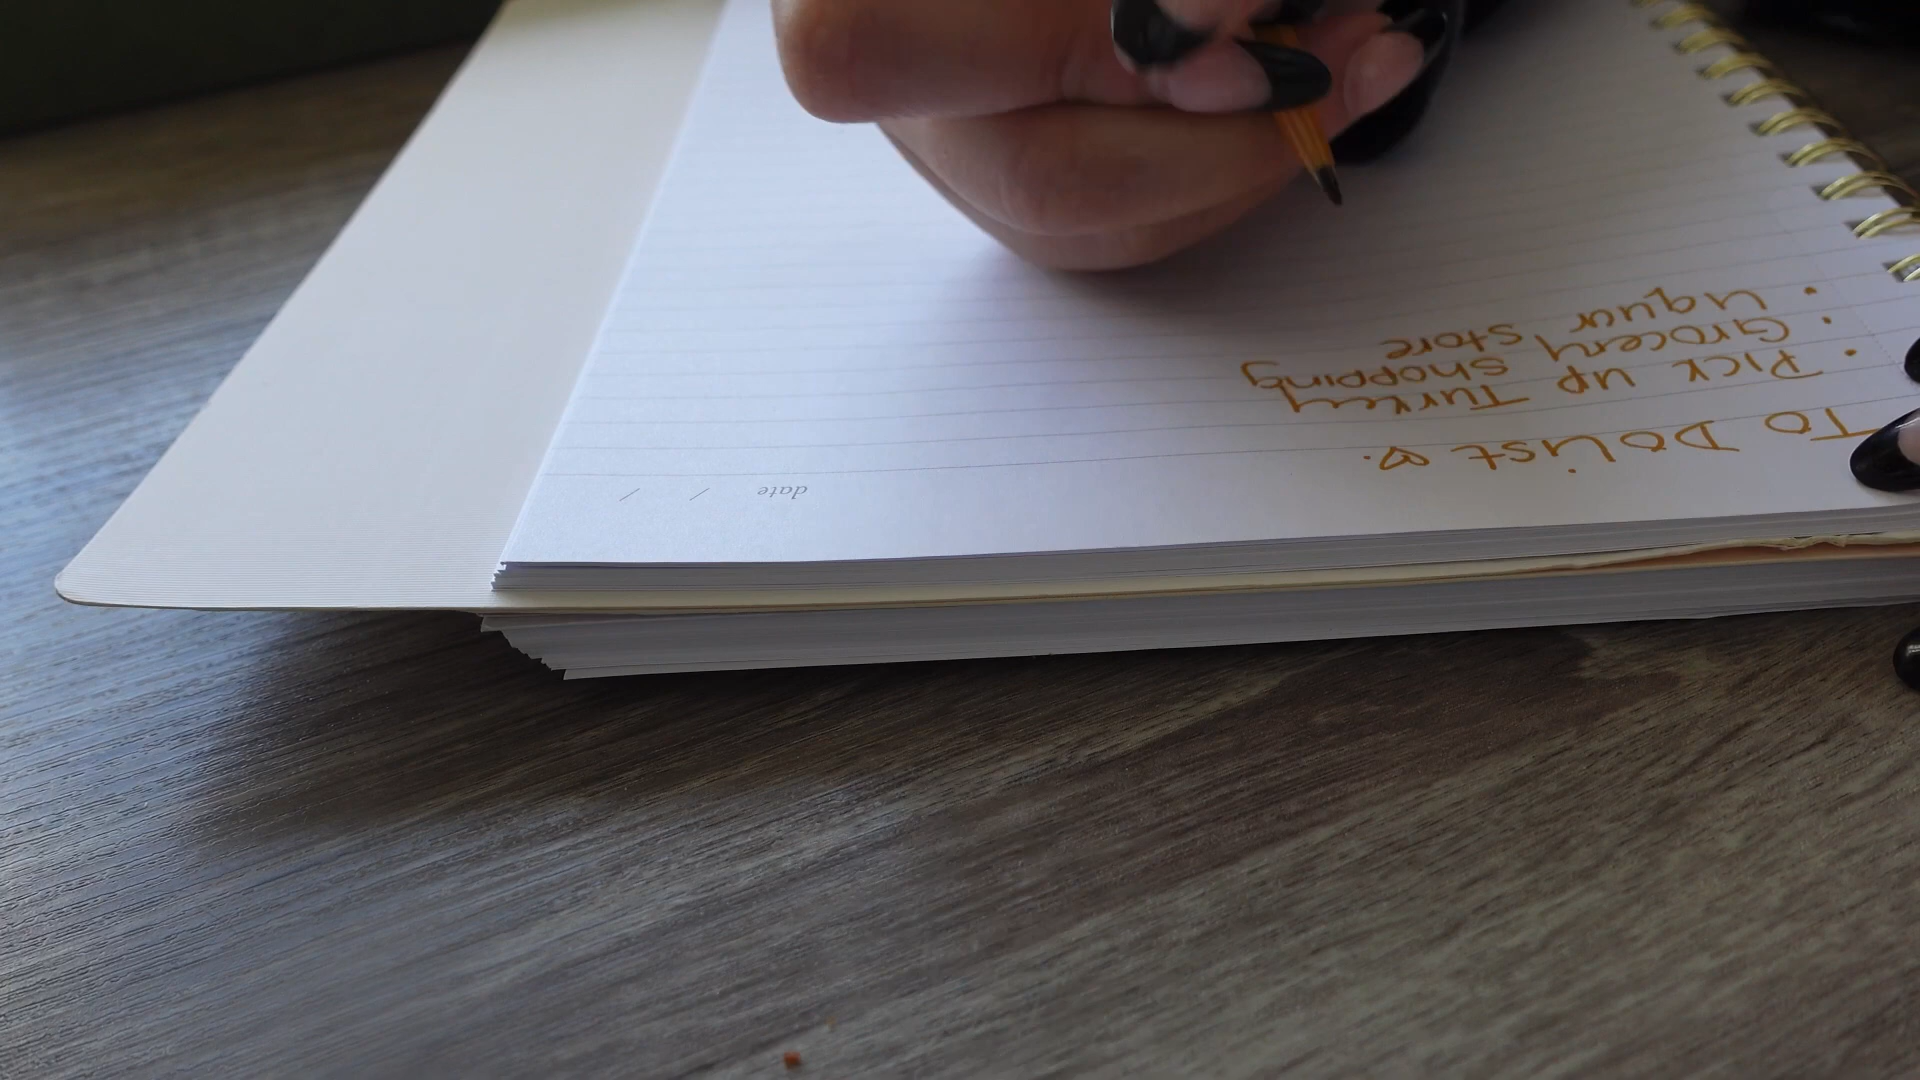 date / /
To Do List ♡.
• Pick up Turkey
• Grocery shopping
• Liquor store